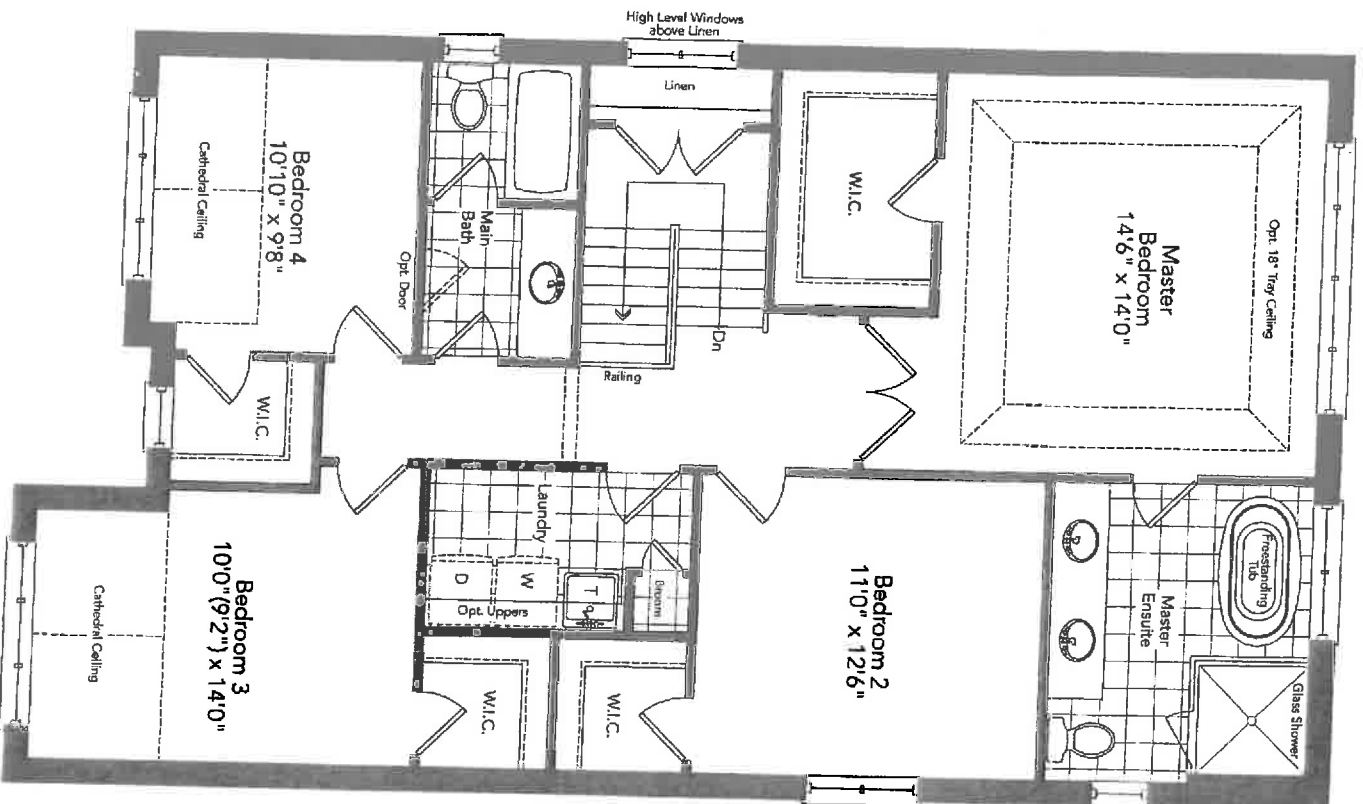 High Level Windows
above Linen
Linen
Bedroom 4
10'10" x 9'8"
Cathedral Ceiling
Main
Bath
Opt. Door
W.I.C.
Dn
Railing
W.I.C.
Master
Bedroom
14'6" x 14'0"
Opt. 18" Tray Ceiling
Laundry
D
W
T
Opt. Uppers
Broom
Bedroom 3
10'0"(9'2") x 14'0"
Cathedral Ceiling
W.I.C.
W.I.C.
Bedroom 2
11'0" x 12'6"
Master
Ensuite
Freestanding
Tub
Glass Shower